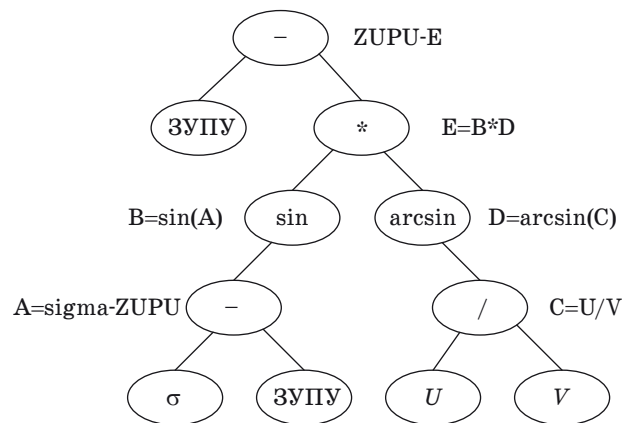 − ZUPU-E
ЗУПУ * E=B*D
B=sin(A) sin arcsin D=arcsin(C)
A=sigma-ZUPU − / C=U/V
σ ЗУПУ U V